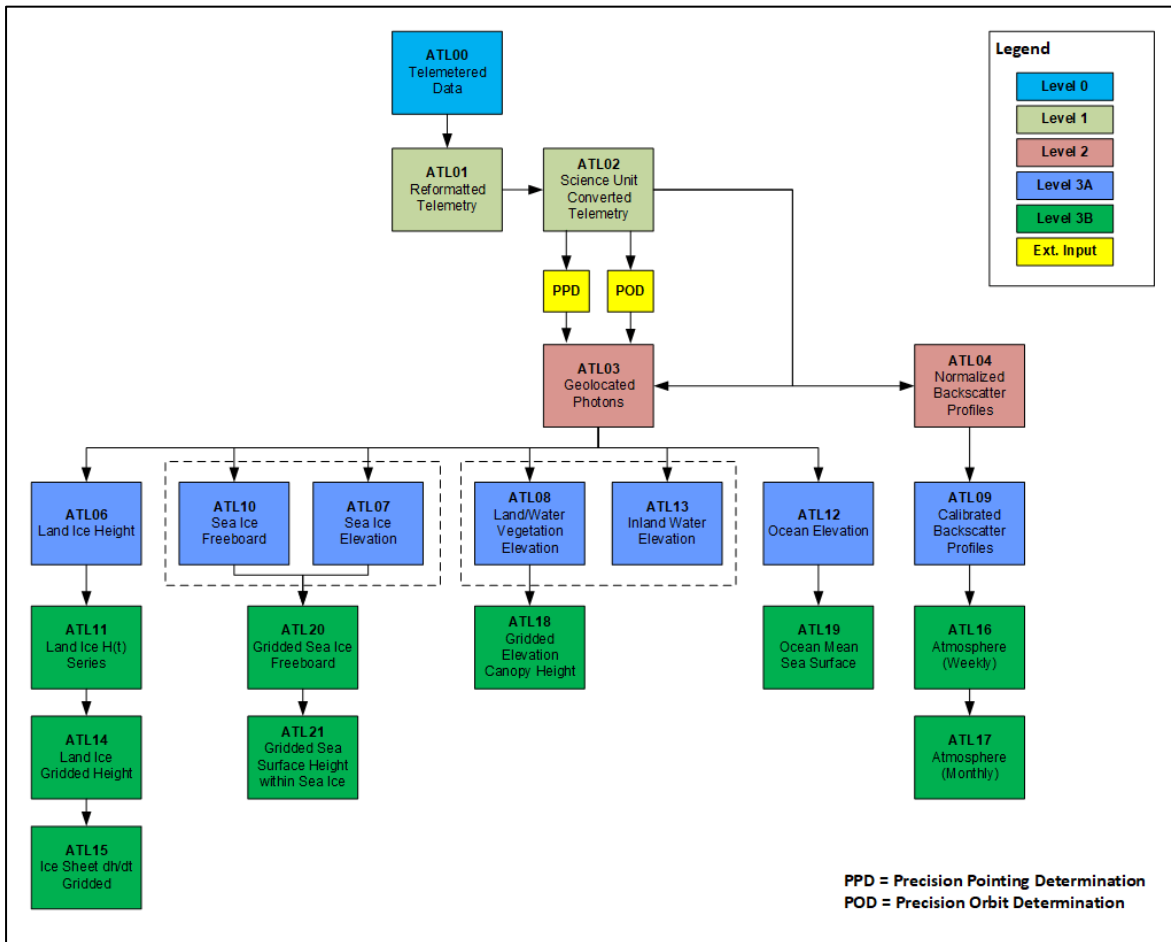 ATL00
Telemetered
Data
Legend
Level 0
Level 1
Level 2
Level 3A
Level 3B
Ext. Input
ATL01
Reformatted
Telemetry
ATL02
Science Unit
Converted
Telemetry
PPD
POD
ATL03
Geolocated
Photons
ATL04
Normalized
Backscatter
Profiles
ATL06
Land Ice Height
ATL10
Sea Ice
Freeboard
ATL07
Sea Ice
Elevation
ATL08
Land/Water
Vegetation
Elevation
ATL13
Inland Water
Elevation
ATL12
Ocean Elevation
ATL09
Calibrated
Backscatter
Profiles
ATL11
Land Ice H(t)
Series
ATL20
Gridded Sea Ice
Freeboard
ATL18
Gridded
Elevation
Canopy Height
ATL19
Ocean Mean
Sea Surface
ATL16
Atmosphere
(Weekly)
ATL14
Land Ice
Gridded Height
ATL21
Gridded Sea
Surface Height
within Sea Ice
ATL17
Atmosphere
(Monthly)
ATL15
Ice Sheet dh/dt
Gridded
PPD = Precision Pointing Determination
POD = Precision Orbit Determination